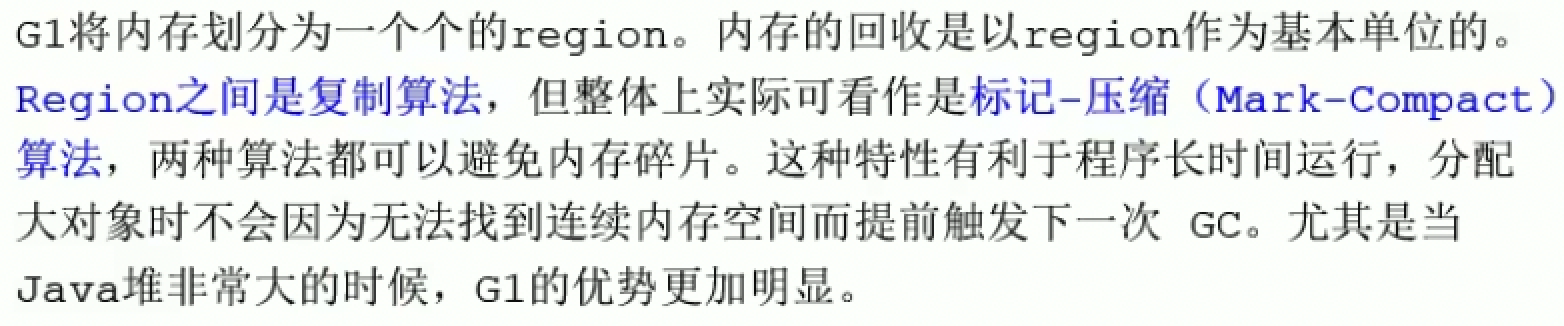 G1将内存划分为一个个的region。内存的回收是以region作为基本单位的。
Region之间是复制算法，但整体上实际可看作是标记-压缩（Mark-Compact）
算法，两种算法都可以避免内存碎片。这种特性有利于程序长时间运行，分配
大对象时不会因为无法找到连续内存空间而提前触发下一次 GC。尤其是当
Java堆非常大的时候，G1的优势更加明显。